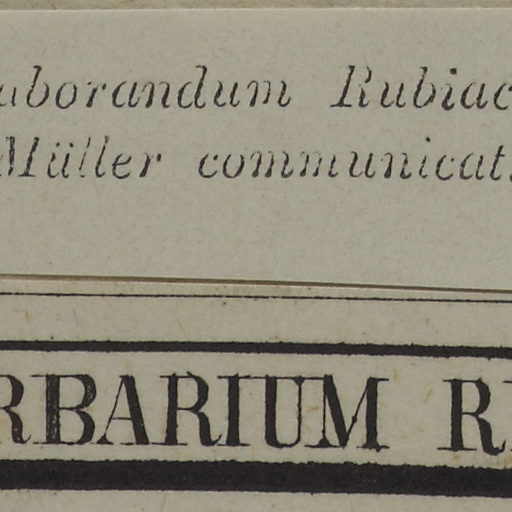 aborandum Rubiac
Müller communicat.
RBARIUM R